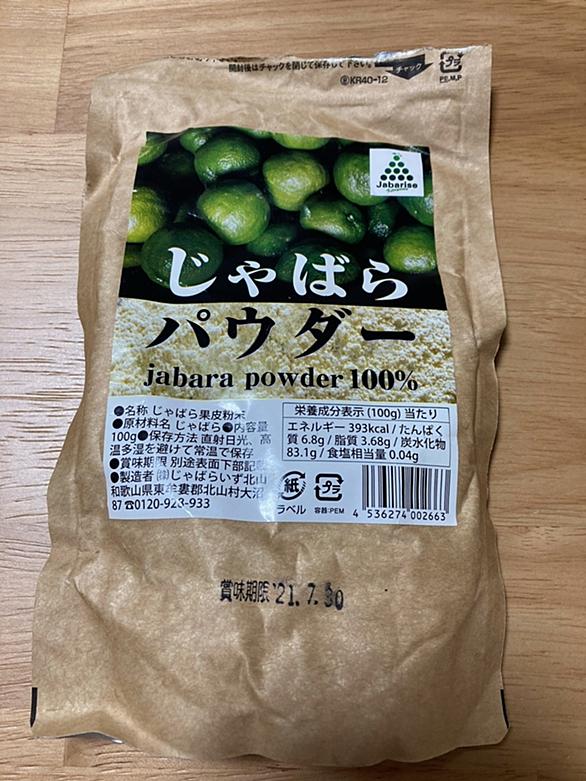 開封後はチャックを閉じて保存して下さい。
チャック
プラ
PE,M,P
ⓇKR40-12
Jabarise
じゃばら
パウダー
jabara powder 100%
●名称 じゃばら果皮粉末
●原材料名 じゃばら●内容量
100g●保存方法 直射日光、高
温多湿を避けて常温で保存
●賞味期限 別途表面下部記載
●製造者 ㈱じゃばらいず北山
和歌山県東牟婁郡北山村大沼
87 ☎0120-928-933
栄養成分表示 (100g) 当たり
エネルギー 393kcal / たんぱく
質 6.8g / 脂質 3.68g / 炭水化物
83.1g / 食塩相当量 0.04g
紙
ラベル
プラ
容器:PEM
4 536274 002663
賞味期限 '21.7.30